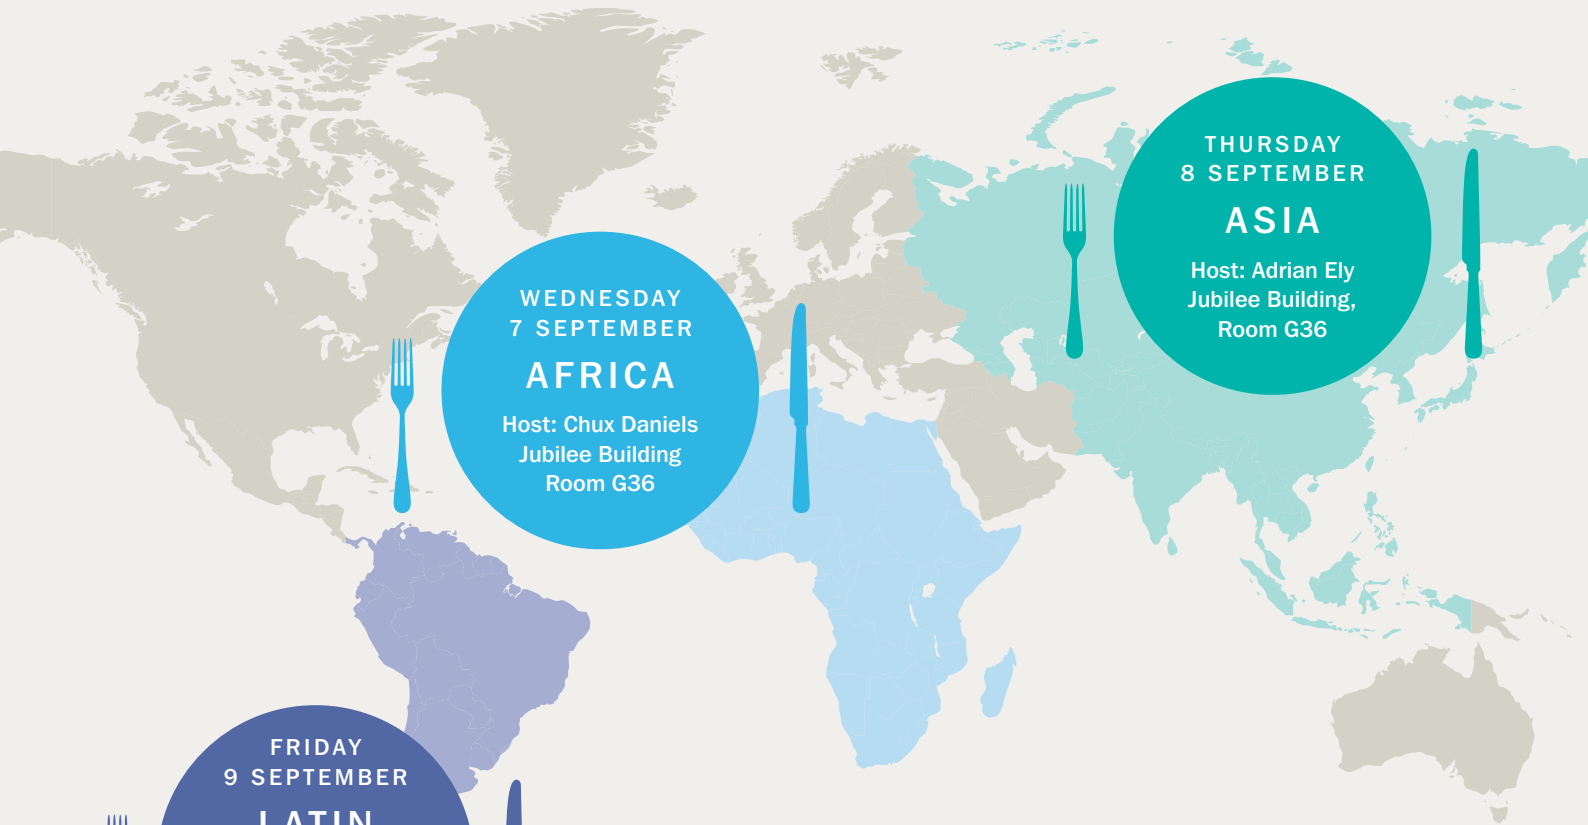 THURSDAY
8 SEPTEMBER
ASIA
Host: Adrian Ely
Jubilee Building,
Room G36
WEDNESDAY
7 SEPTEMBER
AFRICA
Host: Chux Daniels
Jubilee Building
Room G36
FRIDAY
9 SEPTEMBER
LATIN